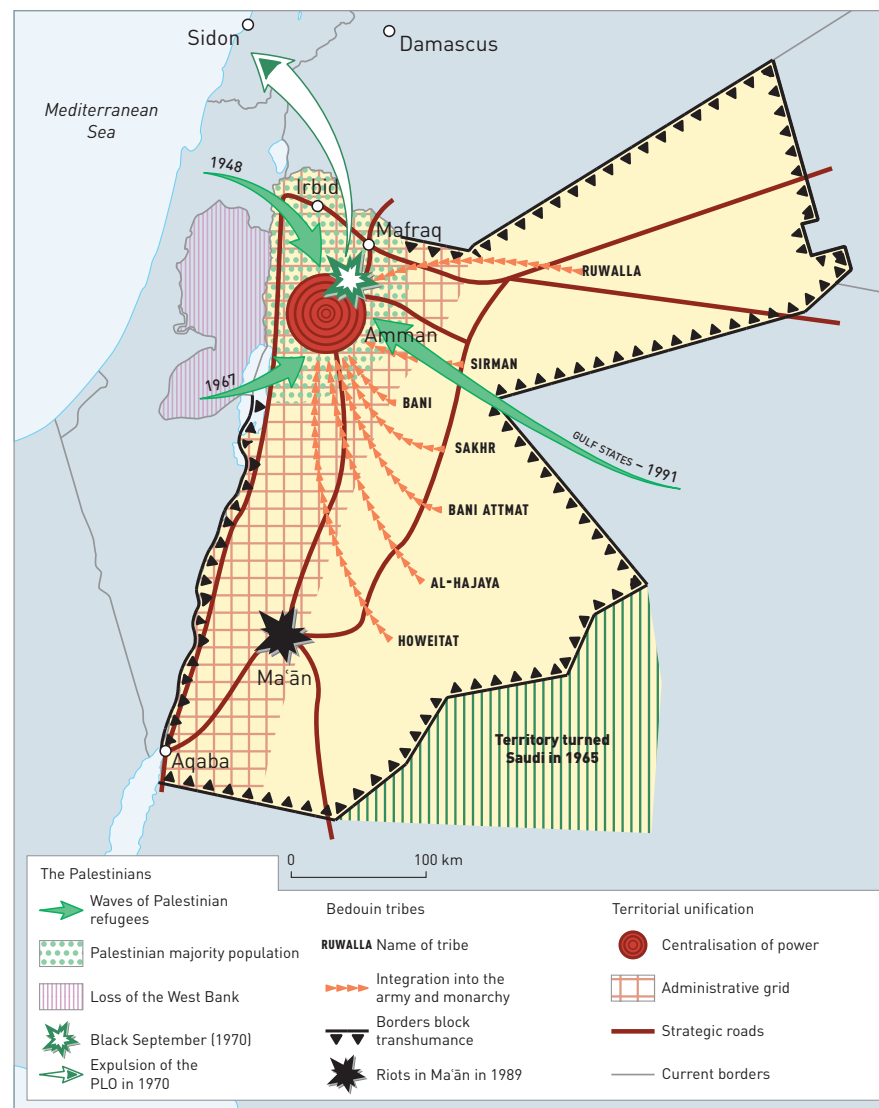 Sidon
Damascus
Mediterranean
Sea
1948
Irbid
Mafraq
RUWALLA
Amman
SIRMAN
1967
BANI
GULF STATES – 1991
SAKHR
BANI ATTMAT
AL-HAJAYA
HOWEITAT
Maʿān
Territory turned
Saudi in 1965
Aqaba
0 100 km
The Palestinians
Waves of Palestinian
refugees
Palestinian majority population
Loss of the West Bank
Black September (1970)
Expulsion of the
PLO in 1970
Bedouin tribes
RUWALLA Name of tribe
Integration into the
army and monarchy
Borders block
transhumance
Riots in Maʿān in 1989
Territorial unification
Centralisation of power
Administrative grid
Strategic roads
Current borders